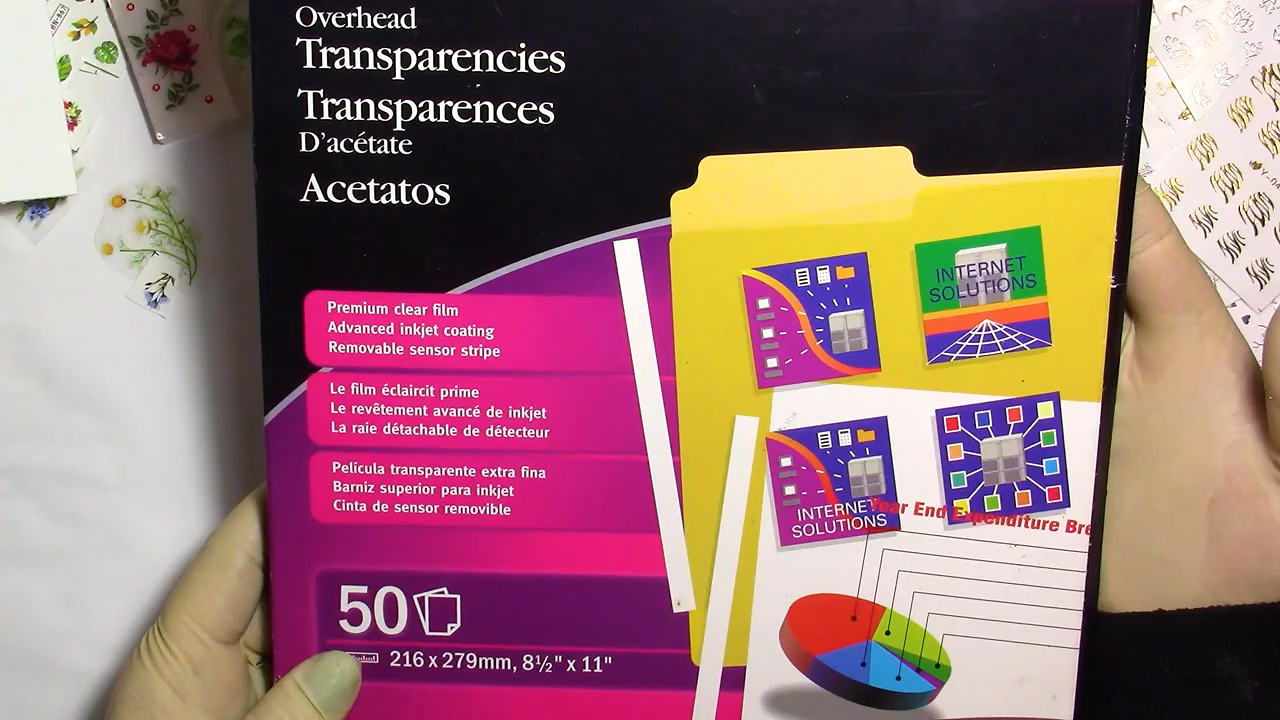 Overhead
Transparencies
Transparences
D'acétate
Acetatos
Premium clear film
Advanced inkjet coating
Removable sensor stripe
Le film éclaircit prime
Le revêtement avancé de inkjet
La raie détachable de détecteur
Película transparente extra fina
Barniz superior para inkjet
Cinta de sensor removible
50
216 x 279mm, 8½" x 11"
INTERNET
SOLUTIONS
INTERNET
SOLUTIONS
Year End Expenditure Bre